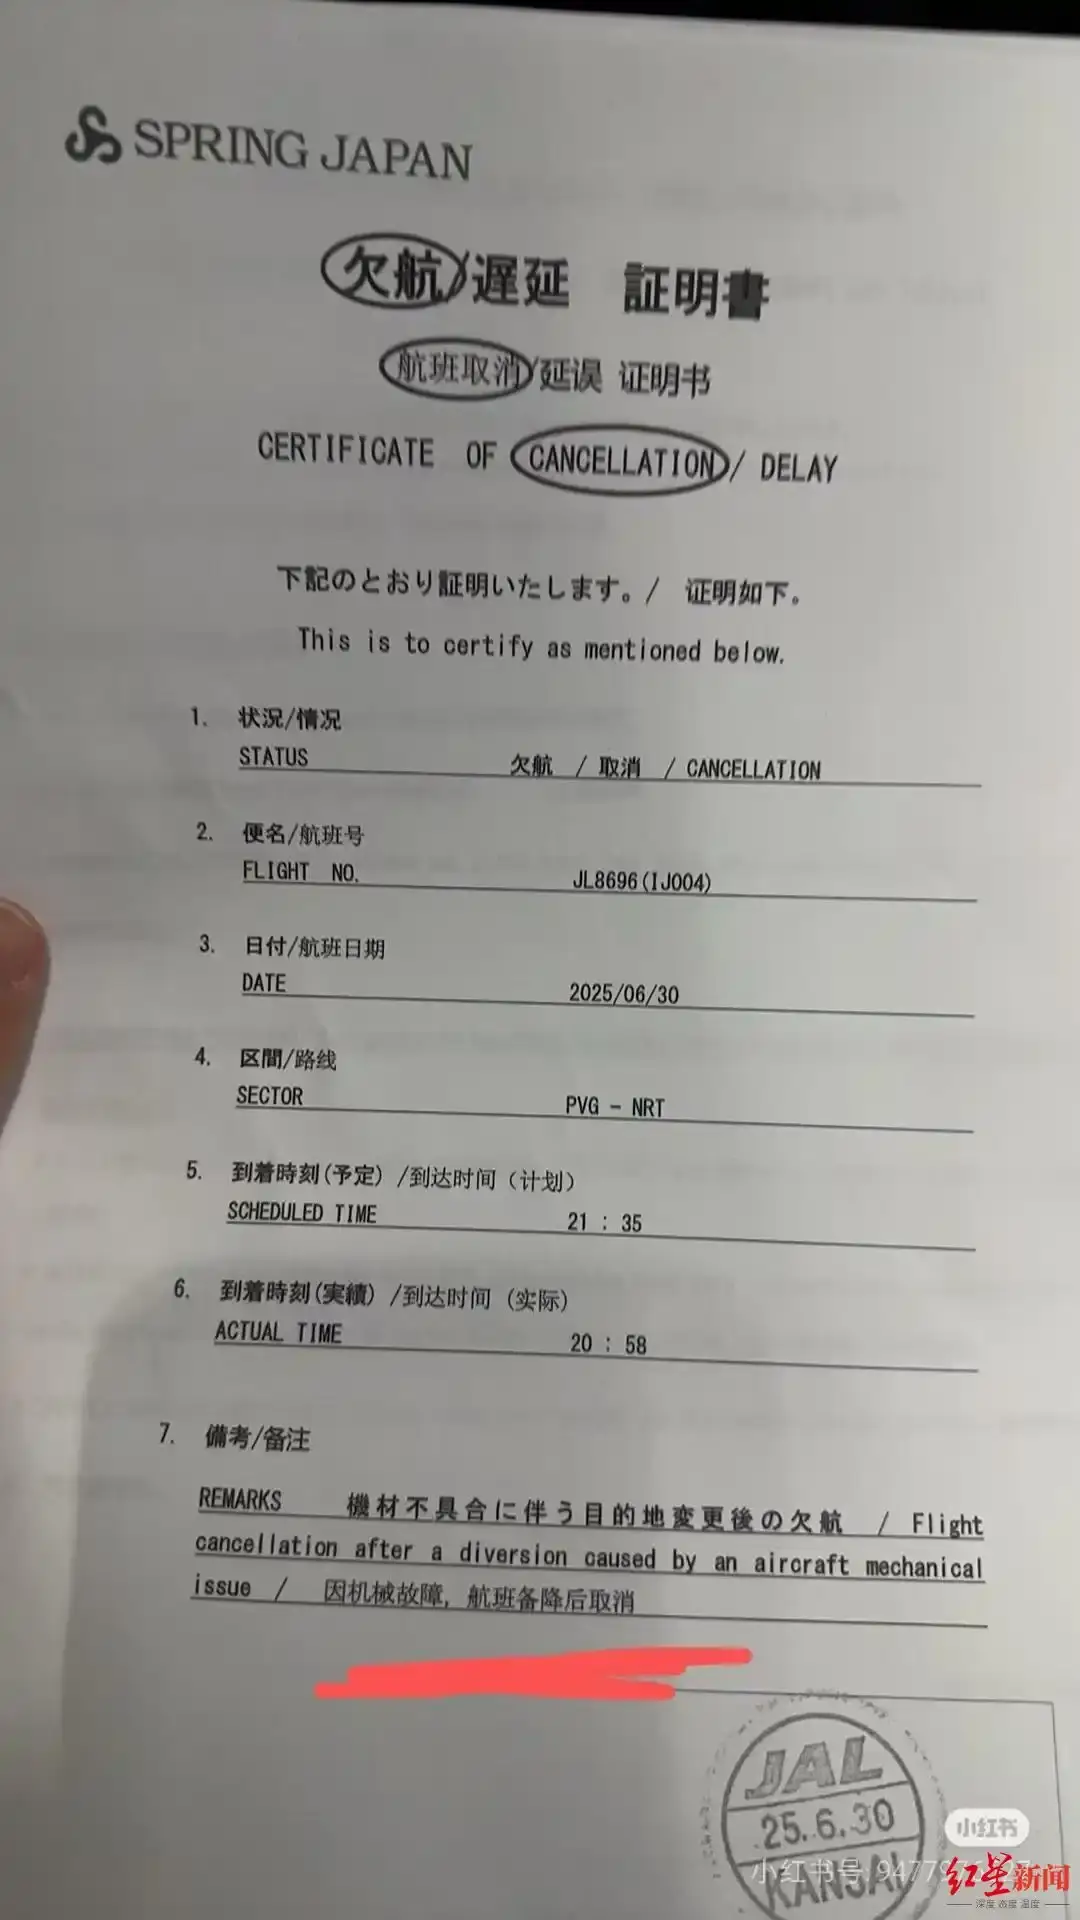 SPRING JAPAN
欠航/遅延 証明書
航班取消/延误 证明书
CERTIFICATE OF CANCELLATION / DELAY
下記のとおり証明いたします。/ 证明如下。
This is to certify as mentioned below.
1. 状況/情况
STATUS 欠航 / 取消 / CANCELLATION
2. 便名/航班号
FLIGHT NO. JL8696(IJ004)
3. 日付/航班日期
DATE 2025/06/30
4. 区間/路线
SECTOR PVG - NRT
5. 到着時刻(予定) /到达时间（计划）
SCHEDULED TIME 21 : 35
6. 到着時刻(実績) /到达时间（实际）
ACTUAL TIME 20 : 58
7. 備考/备注
REMARKS 機材不具合に伴う目的地変更後の欠航 / Flight
cancellation after a diversion caused by an aircraft mechanical
issue / 因机械故障，航班备降后取消
JAL
25.6.30
KANSAI
小红书
小红书号:
红星新闻
深度 态度 温度